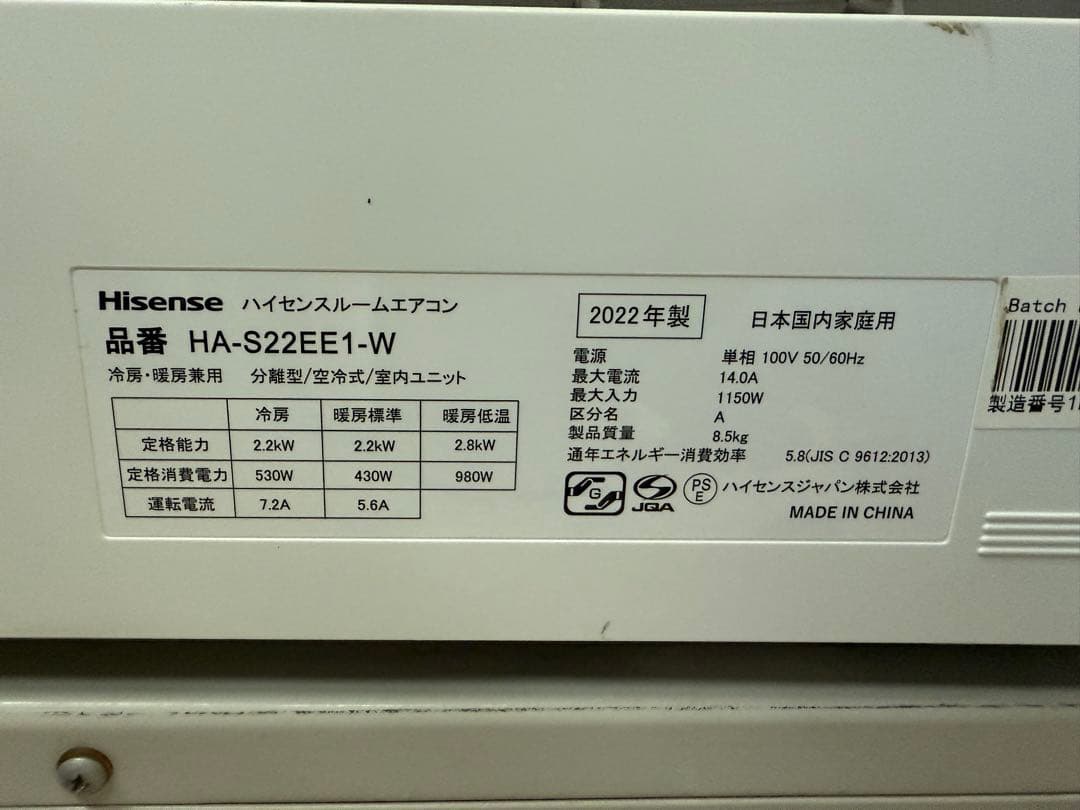 Hisense ハイセンスルームエアコン
品番 HA-S22EE1-W
冷房・暖房兼用 分離型/空冷式/室内ユニット
冷房 暖房標準 暖房低温
定格能力 2.2kW 2.2kW 2.8kW
定格消費電力 530W 430W 980W
運転電流 7.2A 5.6A
2022年製 日本国内家庭用
電源 単相 100V 50/60Hz
最大電流 14.0A
最大入力 1150W
区分名 A
製品質量 8.5kg
通年エネルギー消費効率 5.8(JIS C 9612:2013)
G JQA PS E ハイセンスジャパン株式会社
MADE IN CHINA
Batch
製造番号1